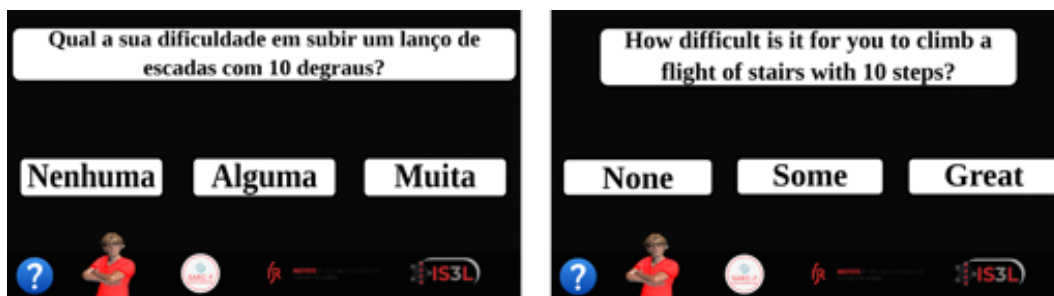 Qual a sua dificuldade em subir um lanço de
escadas com 10 degraus?
Nenhuma
Alguma
Muita
?
IS3L
How difficult is it for you to climb a
flight of stairs with 10 steps?
None
Some
Great
?
IS3L